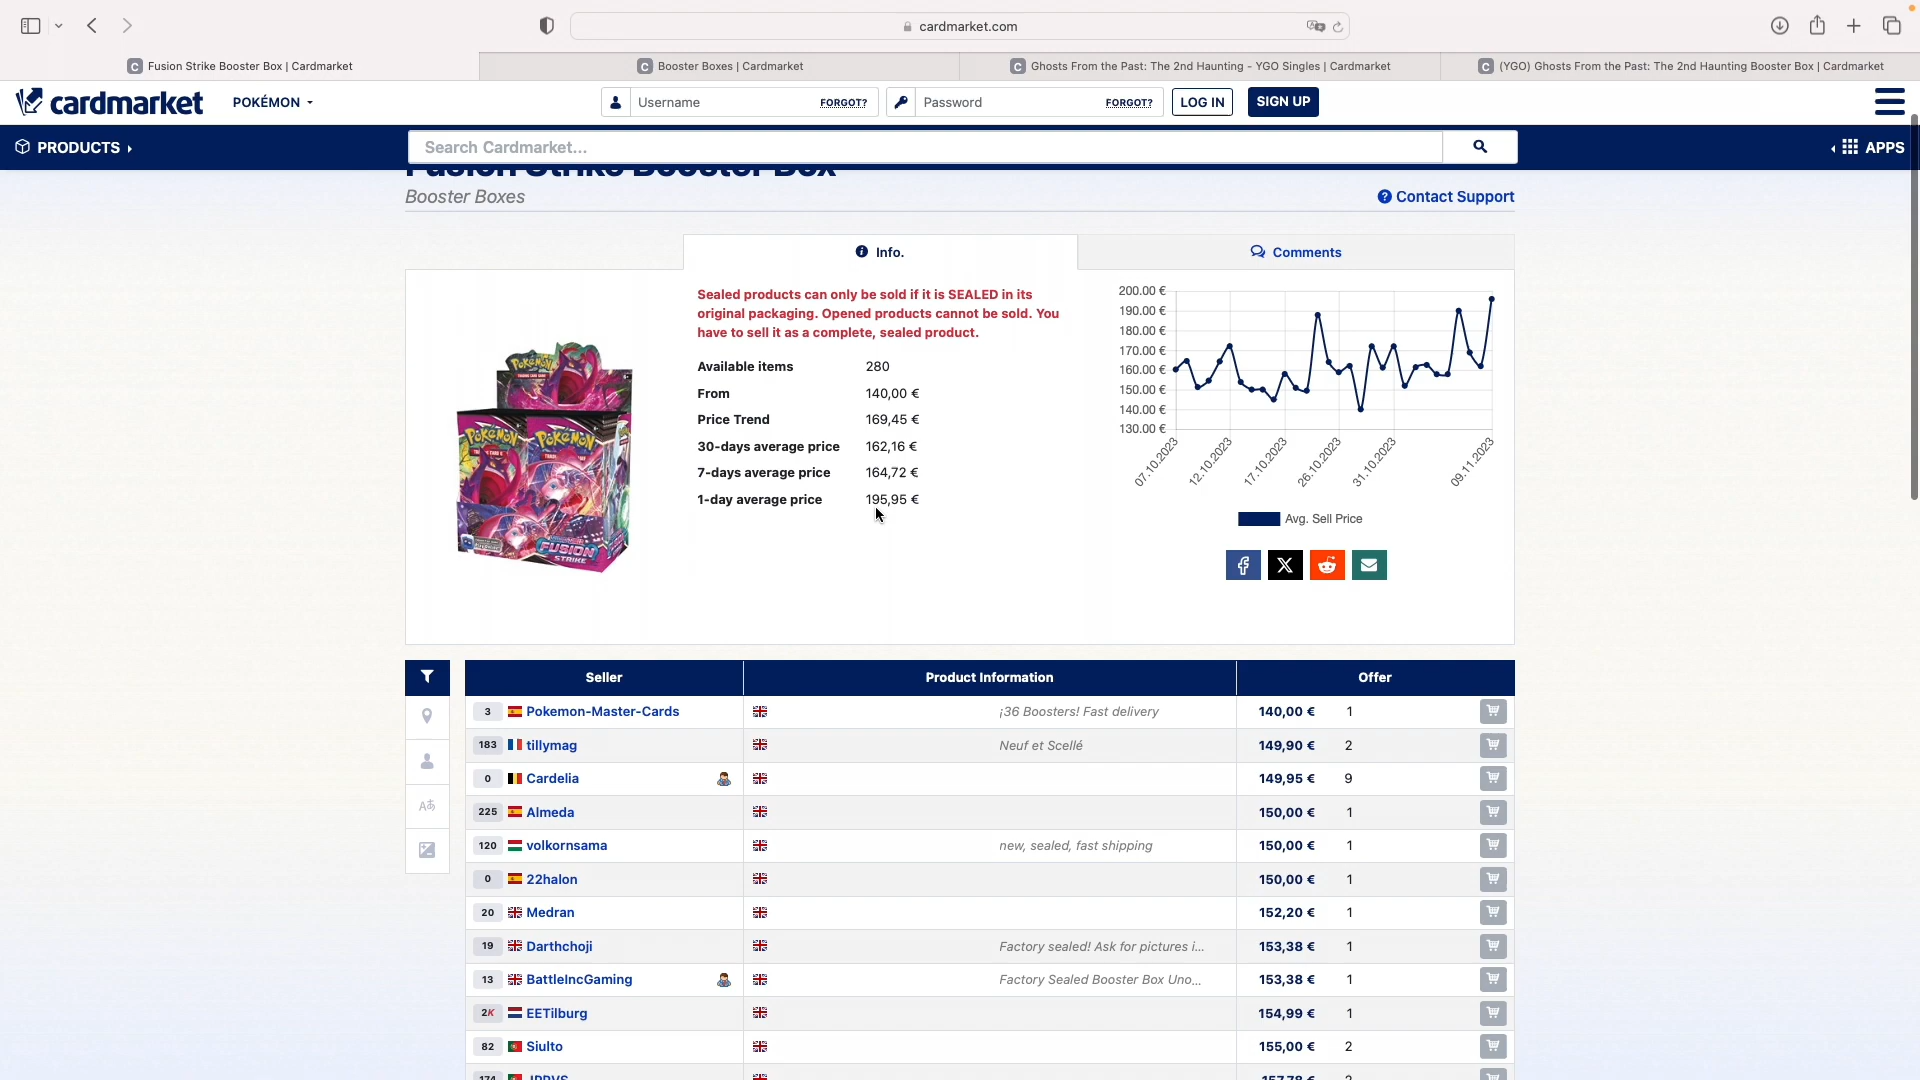 cardmarket.com
Fusion Strike Booster Box | Cardmarket
Booster Boxes | Cardmarket
Ghosts From the Past: The 2nd Haunting - YGO Singles | Cardmarket
(YGO) Ghosts From the Past: The 2nd Haunting Booster Box | Cardmarket
cardmarket
POKÉMON
Username
FORGOT?
Password
FORGOT?
LOG IN
SIGN UP
PRODUCTS
Search Cardmarket...
APPS
Fusion Strike Booster Box
Booster Boxes
Contact Support
Info.
Comments
Sealed products can only be sold if it is SEALED in its
original packaging. Opened products cannot be sold. You
have to sell it as a complete, sealed product.
Available items 280
From 140,00 €
Price Trend 169,45 €
30-days average price 162,16 €
7-days average price 164,72 €
1-day average price 195,95 €
Pokémon
Pokémon
Pokémon
FUSION
STRIKE
200.00 €
190.00 €
180.00 €
170.00 €
160.00 €
150.00 €
140.00 €
130.00 €
07.10.2023
12.10.2023
17.10.2023
26.10.2023
31.10.2023
09.11.2023
Avg. Sell Price
Seller Product Information Offer
3 Pokemon-Master-Cards ¡36 Boosters! Fast delivery 140,00 € 1
183 tillymag Neuf et Scellé 149,90 € 2
0 Cardelia 149,95 € 9
225 Almeda 150,00 € 1
120 volkornsama new, sealed, fast shipping 150,00 € 1
0 22halon 150,00 € 1
20 Medran 152,20 € 1
19 Darthchoji Factory sealed! Ask for pictures i... 153,38 € 1
13 BattleIncGaming Factory Sealed Booster Box Uno... 153,38 € 1
2K EETilburg 154,99 € 1
82 Siulto 155,00 € 2